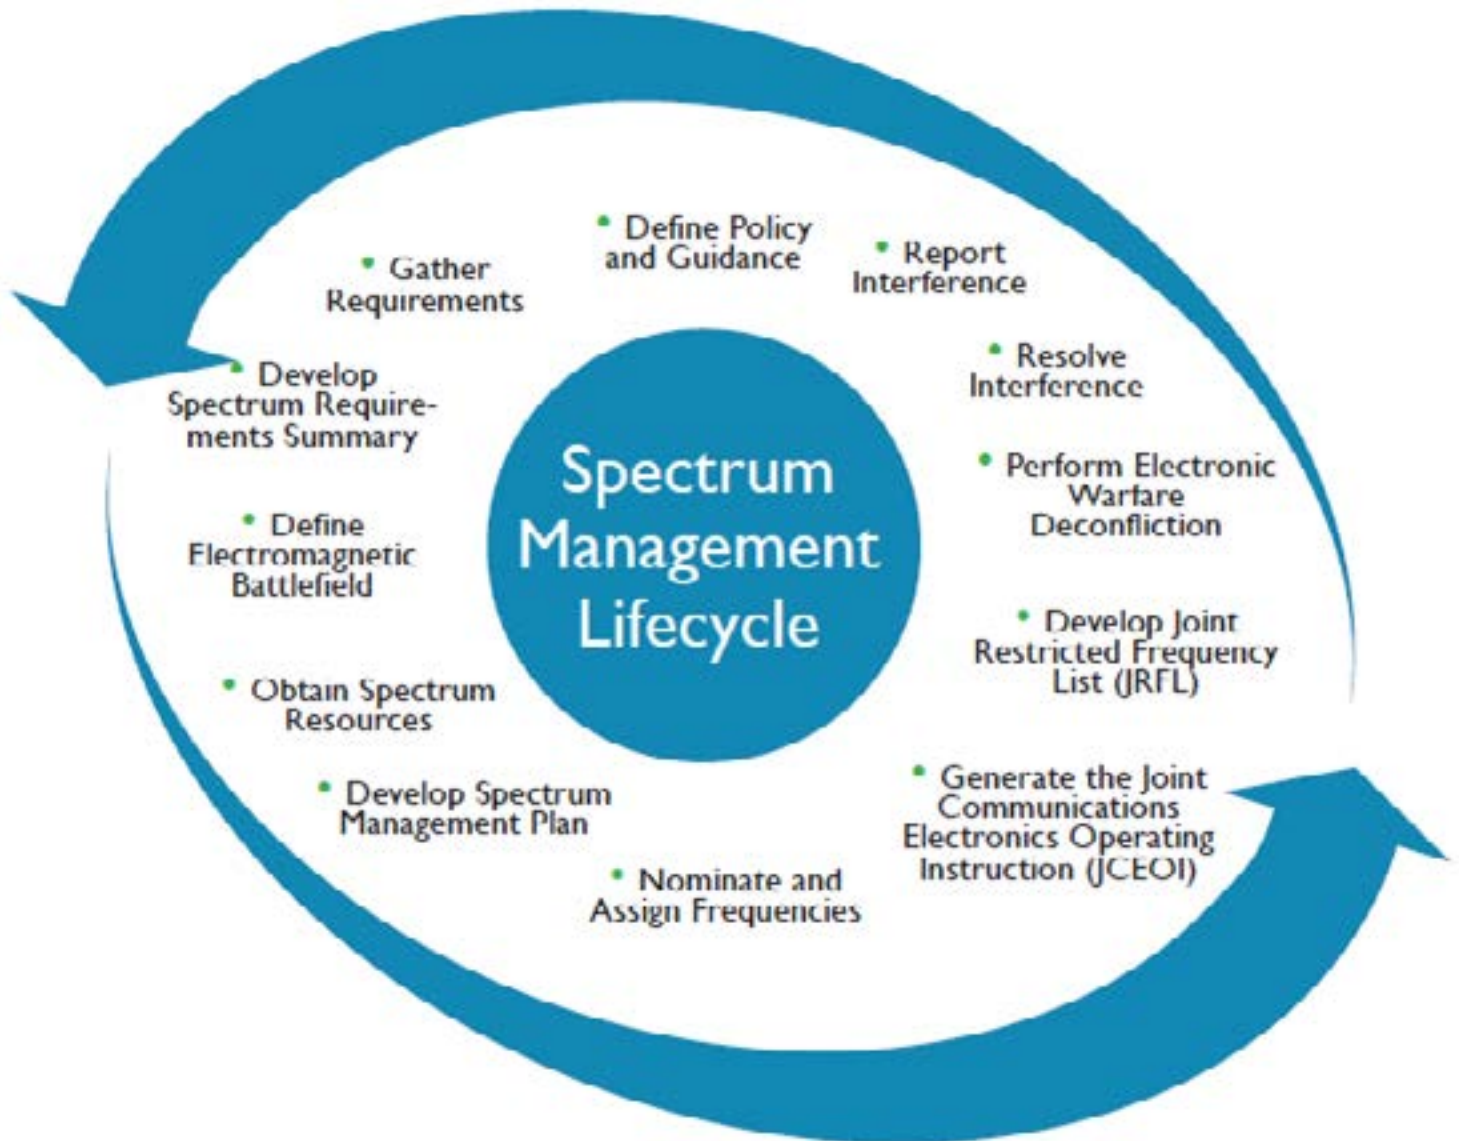 • Define Policy
and Guidance
• Report
Interference
• Gather
Requirements
• Resolve
Interference
• Develop
Spectrum Require-
ments Summary
• Perform Electronic
Warfare
Deconfliction
Spectrum
Management
Lifecycle
• Define
Electromagnetic
Battlefield
• Develop Joint
Restricted Frequency
List (JRFL)
• Obtain Spectrum
Resources
• Develop Spectrum
Management Plan
• Generate the Joint
Communications
Electronics Operating
Instruction (JCEOI)
• Nominate and
Assign Frequencies